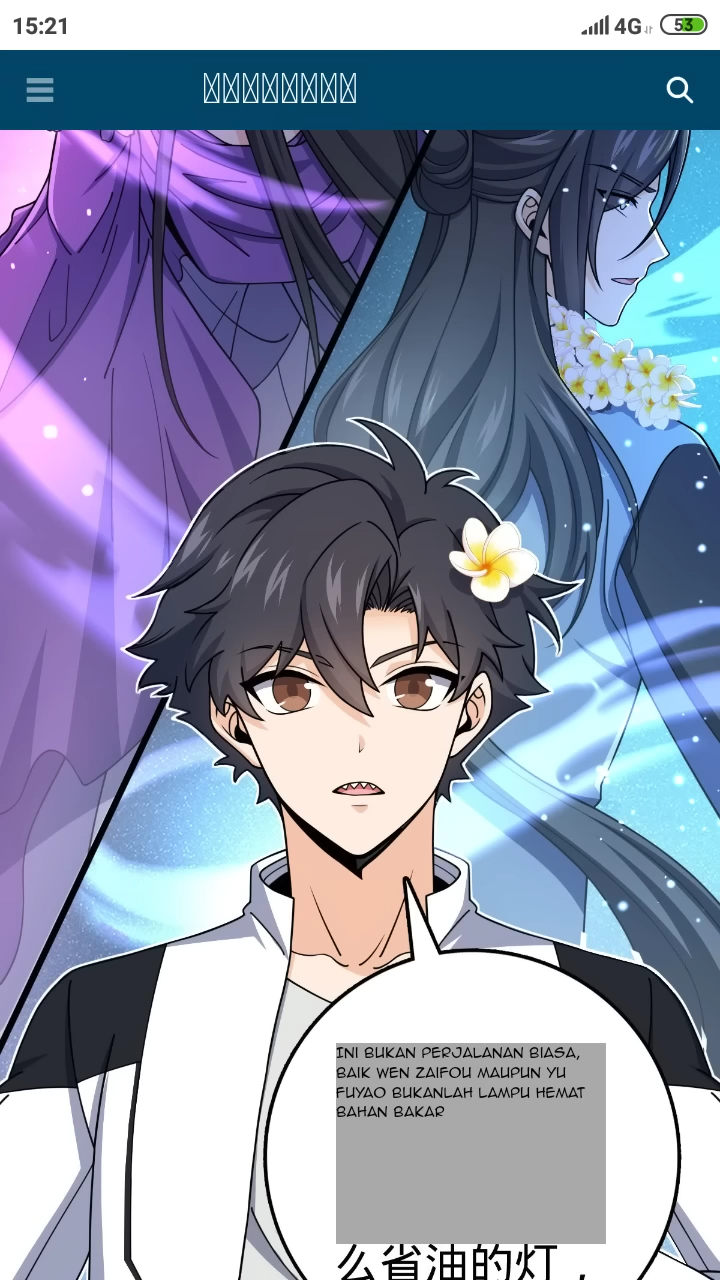 15:21
4G
53
INI BUKAN PERJALANAN BIASA,
BAIK WEN ZAIFOU MAUPUN YU
FUYAO BUKANLAH LAMPU HEMAT
BAHAN BAKAR
么省油的灯，